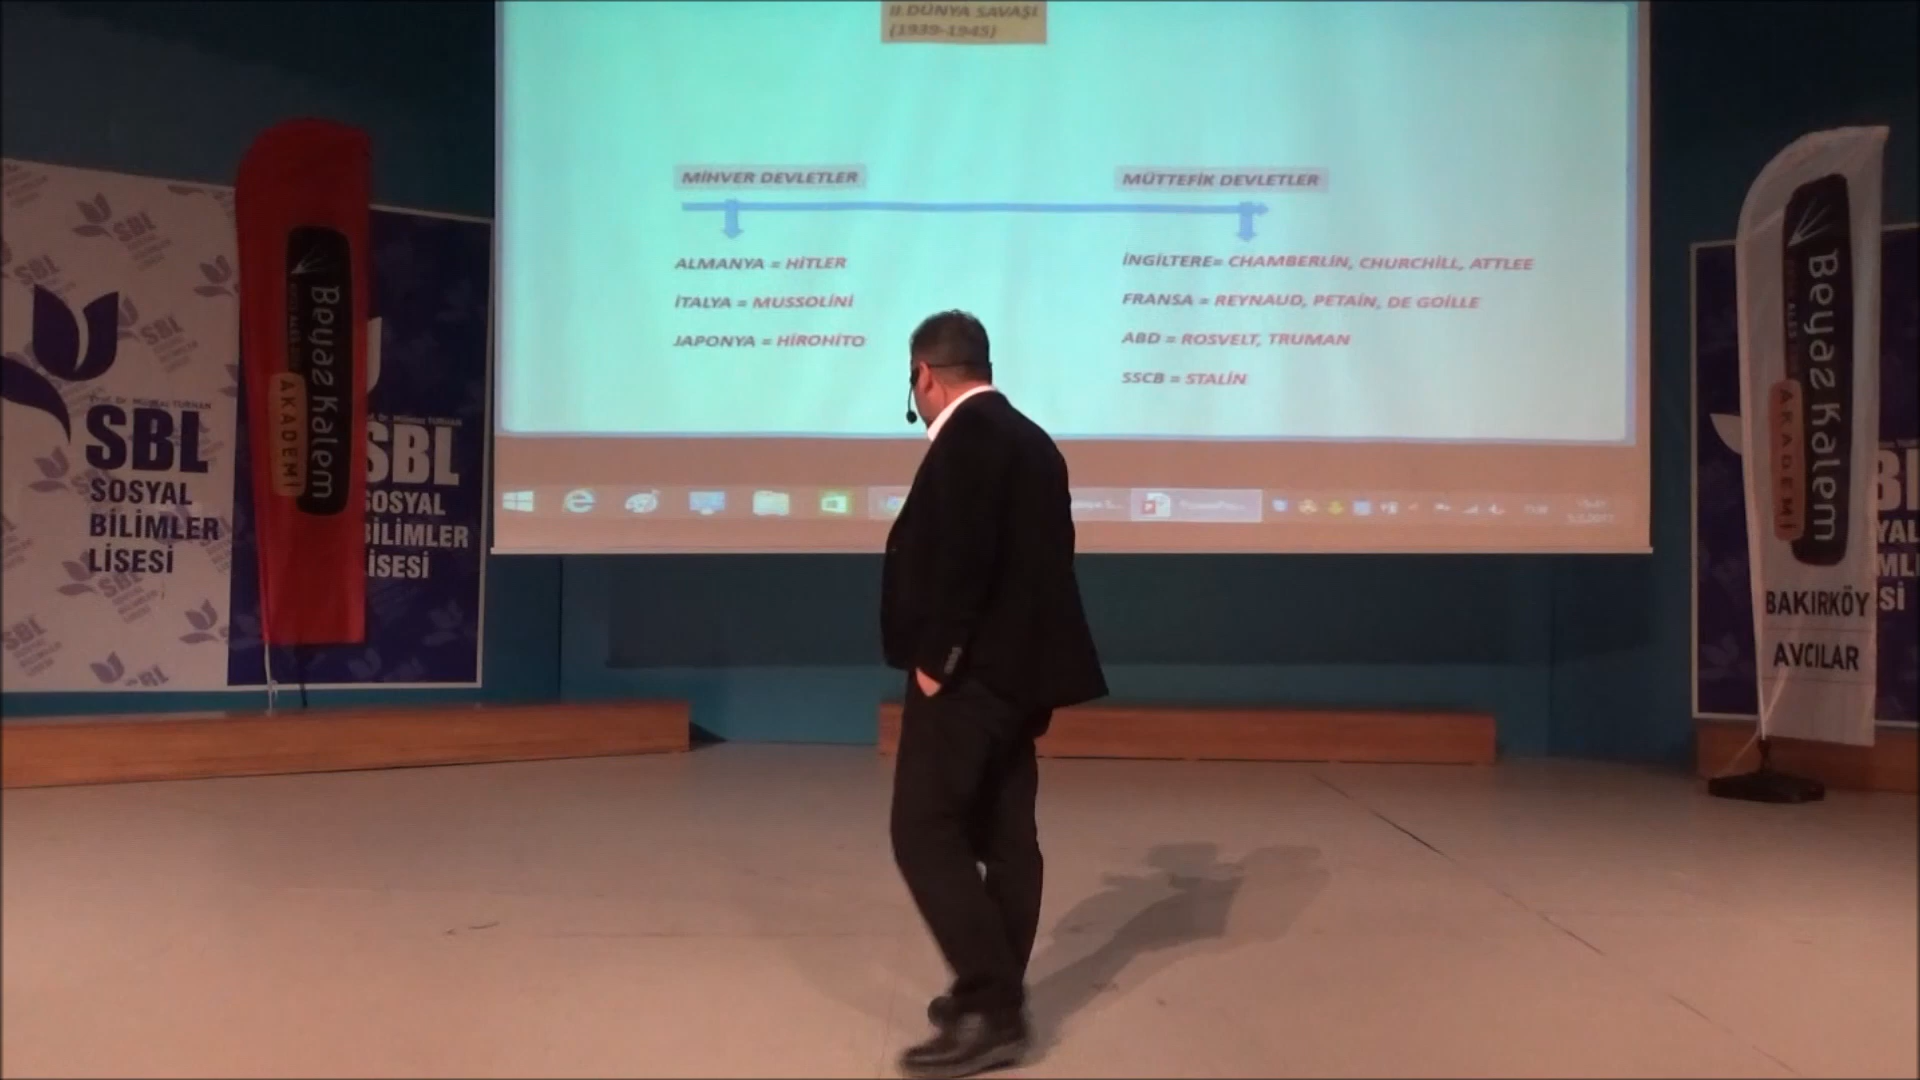 II.DÜNYA SAVAŞI
(1939-1945)
MİHVER DEVLETLER
MÜTTEFİK DEVLETLER
ALMANYA = HİTLER
İTALYA = MUSSOLİNİ
JAPONYA = HİROHİTO
İNGİLTERE= CHAMBERLİN, CHURCHİLL, ATTLEE
FRANSA = REYNAUD, PETAİN, DE GOİLLE
ABD = ROSVELT, TRUMAN
SSCB = STALİN
SBL
SOSYAL
BİLİMLER
LİSESİ
Beyaz Kalem
AKADEMİ
SBL
SOSYAL
BİLİMLER
LİSESİ
Beyaz Kalem
AKADEMİ
BAKIRKÖY
AVCILAR